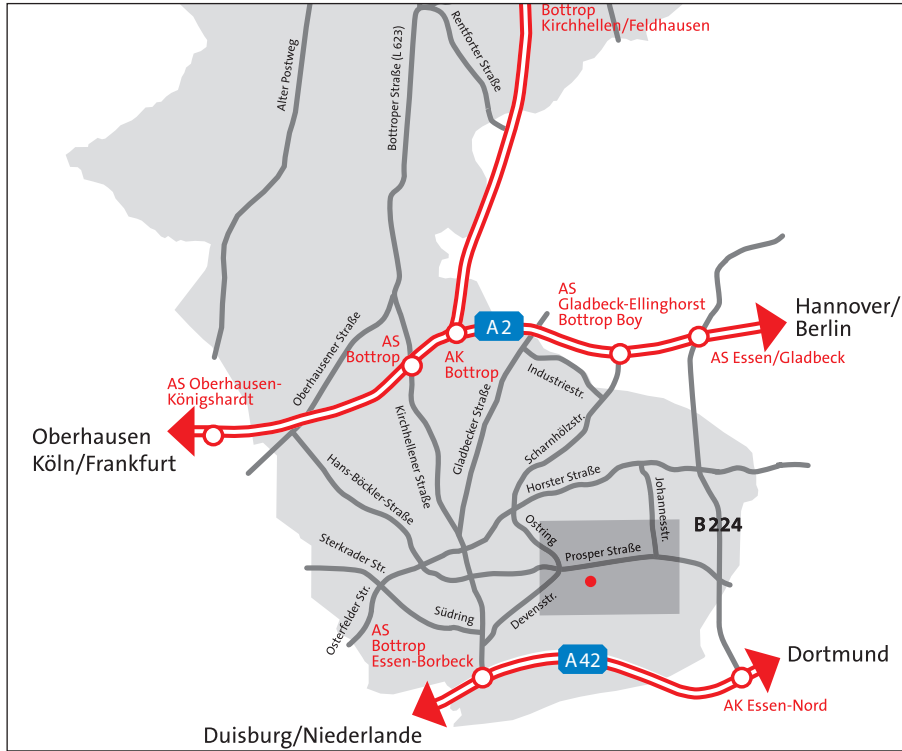 Bottrop
Kirchhellen/Feldhausen
Rentforter Straße
Alter Postweg
Bottroper Straße (L 623)
AS
Gladbeck-Ellinghorst
Bottrop Boy
Hannover/
Berlin
A 2
AS
Bottrop
AK
Bottrop
AS Essen/Gladbeck
Oberhausener Straße
AS Oberhausen-
Königshardt
Industriestr.
Oberhausen
Köln/Frankfurt
Kirchhellener Straße
Gladbecker Straße
Scharnhölzstr.
Hans-Böckler-Straße
Horster Straße
Johannesstr.
B 224
Ostring
Sterkrader Str.
Prosper Straße
Osterfelder Str.
Südring
Devensstr.
AS
Bottrop
Essen-Borbeck
A 42
Dortmund
AK Essen-Nord
Duisburg/Niederlande